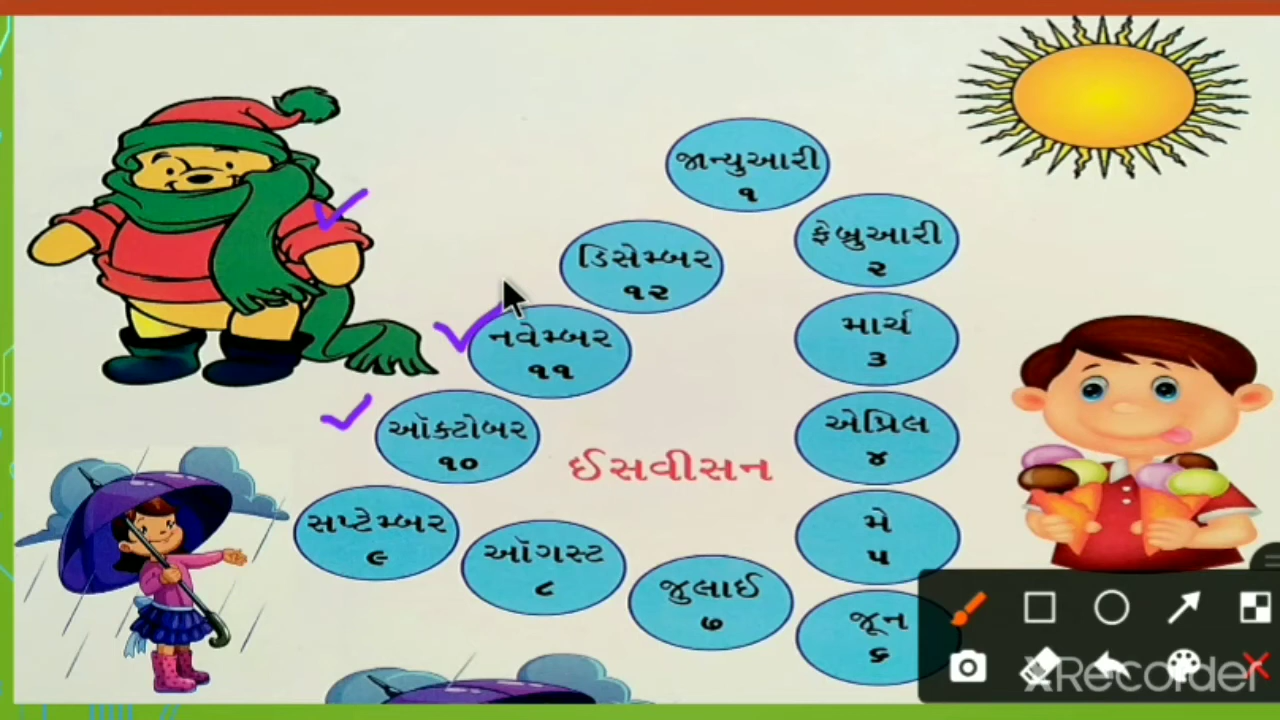 જાન્યુઆરી
૧
ફેબ્રુઆરી
૨
માર્ચ
૩
એપ્રિલ
૪
મે
૫
જૂન
૬
જુલાઈ
૭
ઑગસ્ટ
૮
સપ્ટેમ્બર
૯
ઑક્ટોબર
૧૦
નવેમ્બર
૧૧
ડિસેમ્બર
૧૨
ઈસવીસન
XRecorder